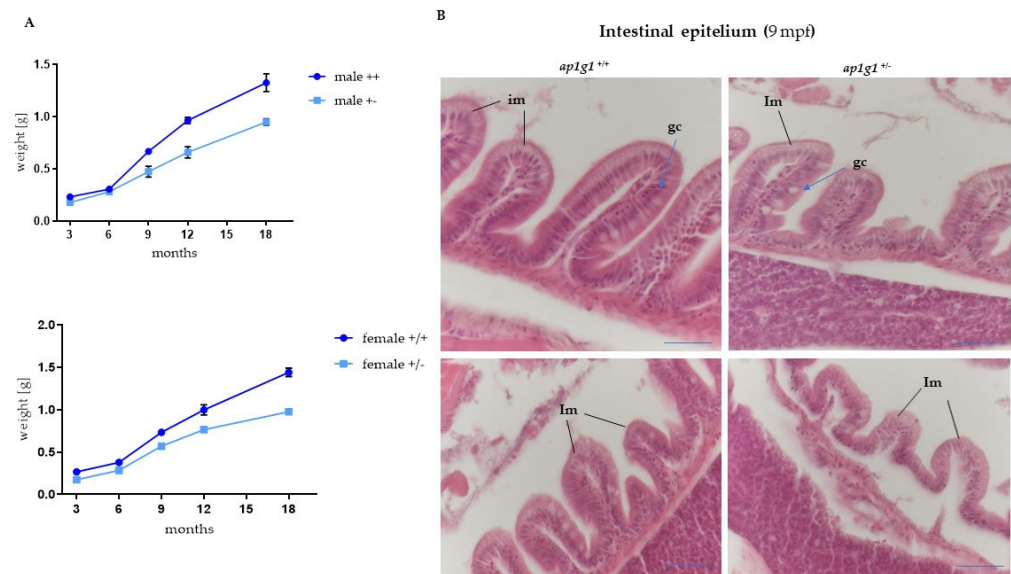 A
1.5
1.0
0.5
0.0
weight [g]
3 6 9 12 15 18
months
male ++
male +-
2.0
1.5
1.0
0.5
0.0
weight [g]
3 6 9 12 15 18
months
female +/+
female +/-
B
Intestinal epitelium (9 mpf)
ap1g1 +/+
ap1g1 +/-
im
gc
Im
gc
Im
Im